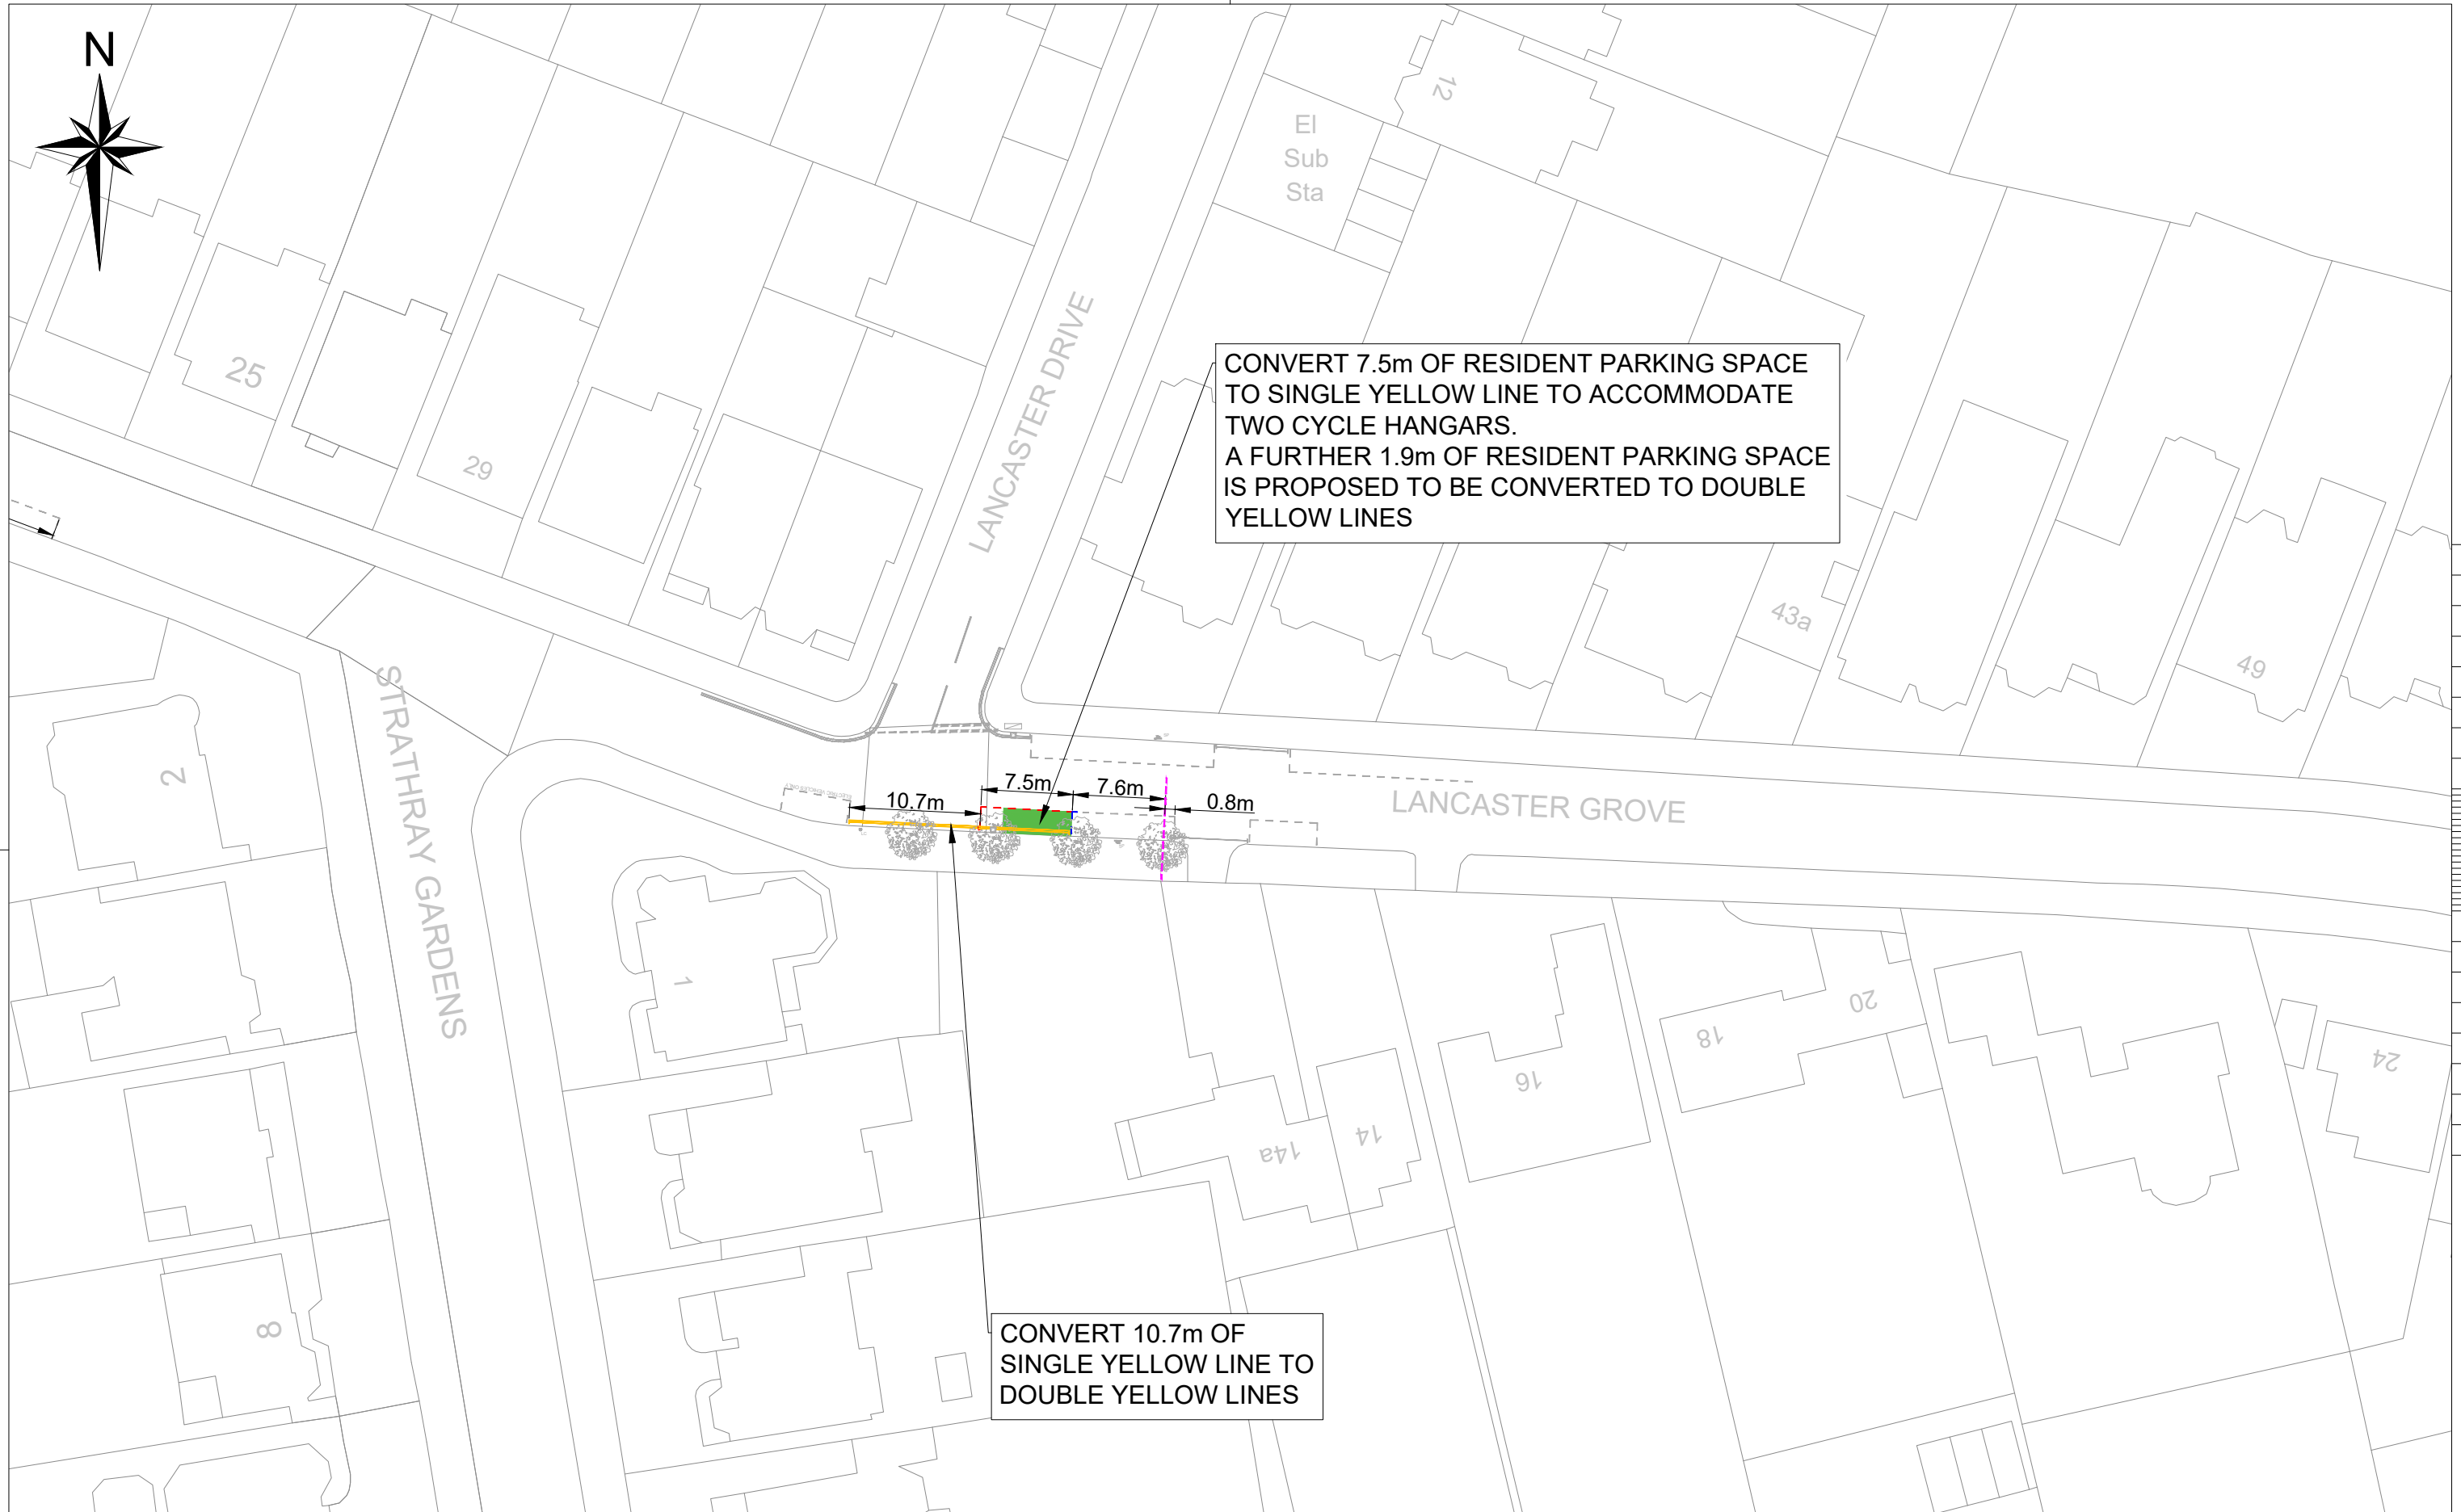 N
12
El
Sub
Sta
25
29
LANCASTER DRIVE
CONVERT 7.5m OF RESIDENT PARKING SPACE
TO SINGLE YELLOW LINE TO ACCOMMODATE
TWO CYCLE HANGARS.
A FURTHER 1.9m OF RESIDENT PARKING SPACE
IS PROPOSED TO BE CONVERTED TO DOUBLE
YELLOW LINES
43a
49
STRATHRAY GARDENS
2
10.7m
7.5m
7.6m
0.8m
LANCASTER GROVE
1
14a
14
16
18
20
24
8
CONVERT 10.7m OF
SINGLE YELLOW LINE TO
DOUBLE YELLOW LINES